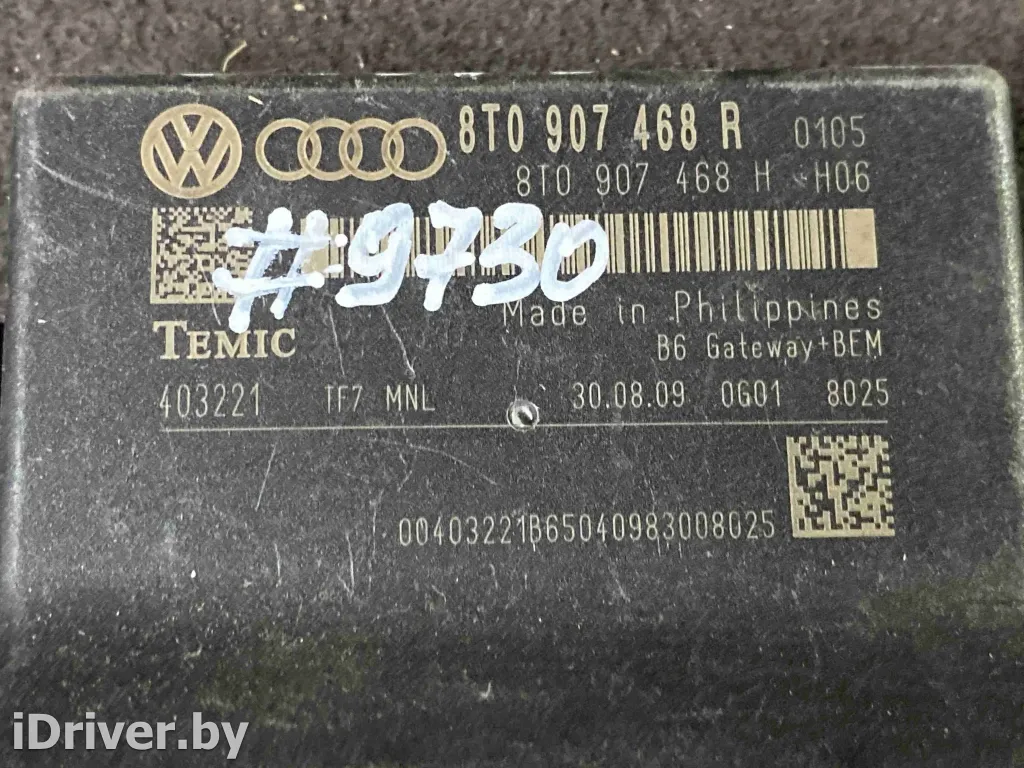 8T0 907 468 R 0105
8T0 907 468 H H06
#9730
Made in Philippines
TEMIC
B6 Gateway+BEM
403221 TF7 MNL 30.08.09 0G01 8025
00403221B65040983008025
iDriver.by